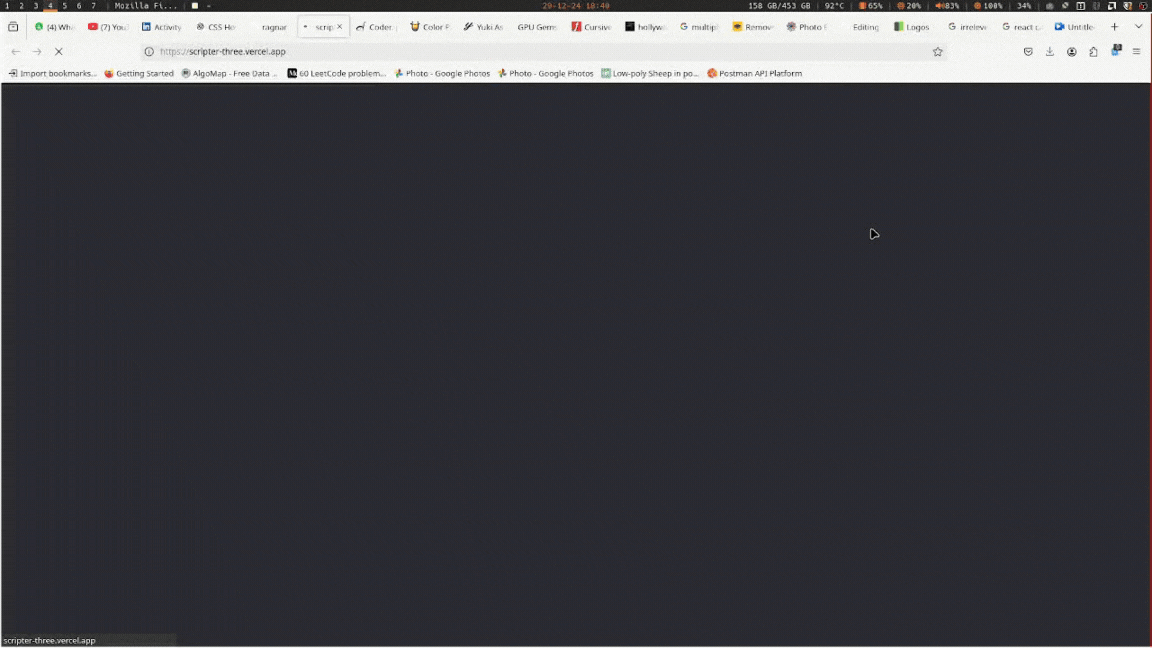 1 2 3 4 5 6 7 | Mozilla Fi... | - 29-12-24 18:40 158 GB/453 GB | 92°C | 65% | 20% | 83% | 100% | 34% |
(4) Wha (7) You Activity CSS Ho ragnar scrip Coder. Color P Yuki As GPU Germ Cursive hollyw multipl Remov Photo E Editing Logos irrelev react c Untitle
https://scripter-three.vercel.app
Import bookmarks... Getting Started AlgoMap - Free Data ... 60 LeetCode problem... Photo - Google Photos Photo - Google Photos Low-poly Sheep in po... Postman API Platform
scripter-three.vercel.app